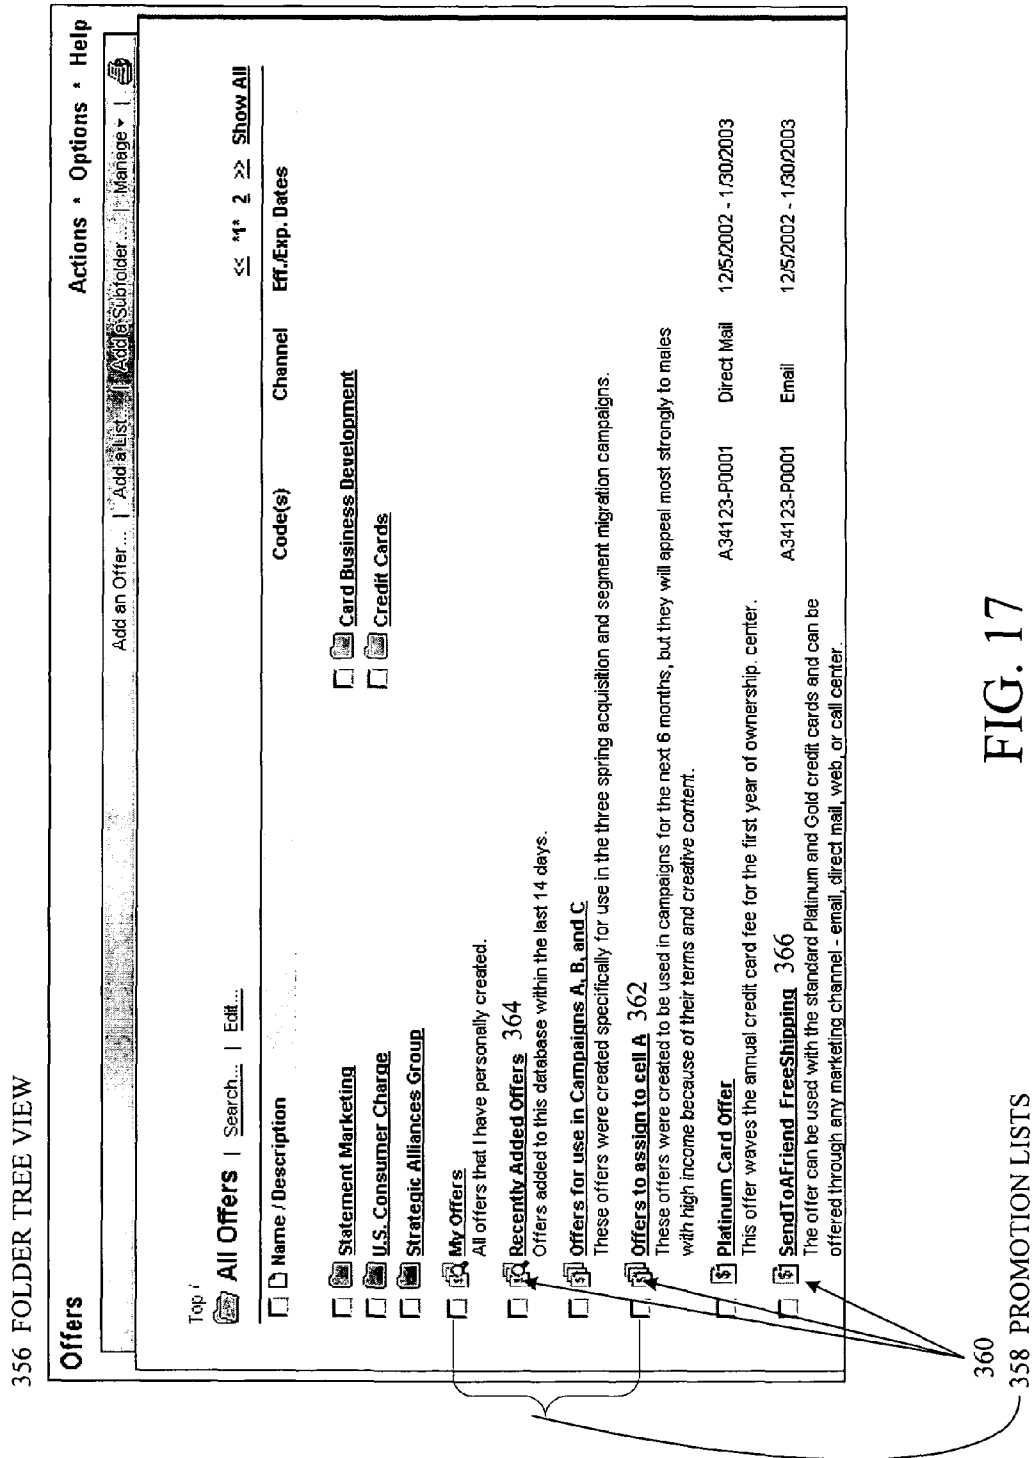 356 FOLDER TREE VIEW
Offers
Actions * Options * Help
Add an Offer... | Add a List... | Add a Subfolder... | Manage ▾ |
Top /
All Offers | Search... | Edit...
<< *1* 2 >> Show All
Name / Description Code(s) Channel Eff./Exp. Dates
Statement Marketing Card Business Development
U.S. Consumer Charge Credit Cards
Strategic Alliances Group
My Offers
All offers that I have personally created.
Recently Added Offers 364
Offers added to this database within the last 14 days.
Offers for use in Campaigns A, B, and C
These offers were created specifically for use in the three spring acquisition and segment migration campaigns.
Offers to assign to cell A 362
These offers were created to be used in campaigns for the next 6 months, but they will appeal most strongly to males
with high income because of their terms and creative content.
Platinum Card Offer A34123-P0001 Direct Mail 12/5/2002 - 1/30/2003
This offer waves the annual credit card fee for the first year of ownership. center.
SendToAFriend_FreeShipping 366 A34123-P0001 Email 12/5/2002 - 1/30/2003
The offer can be used with the standard Platinum and Gold credit cards and can be
offered through any marketing channel - email, direct mail, web, or call center.
360
358 PROMOTION LISTS
FIG. 17